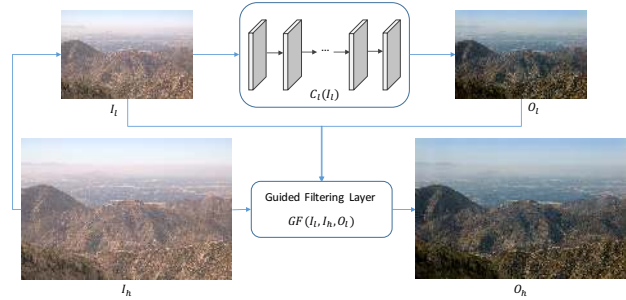 ...
C_l(I_l)
I_l
O_l
Guided Filtering Layer
GF(I_l, I_h, O_l)
I_h
O_h